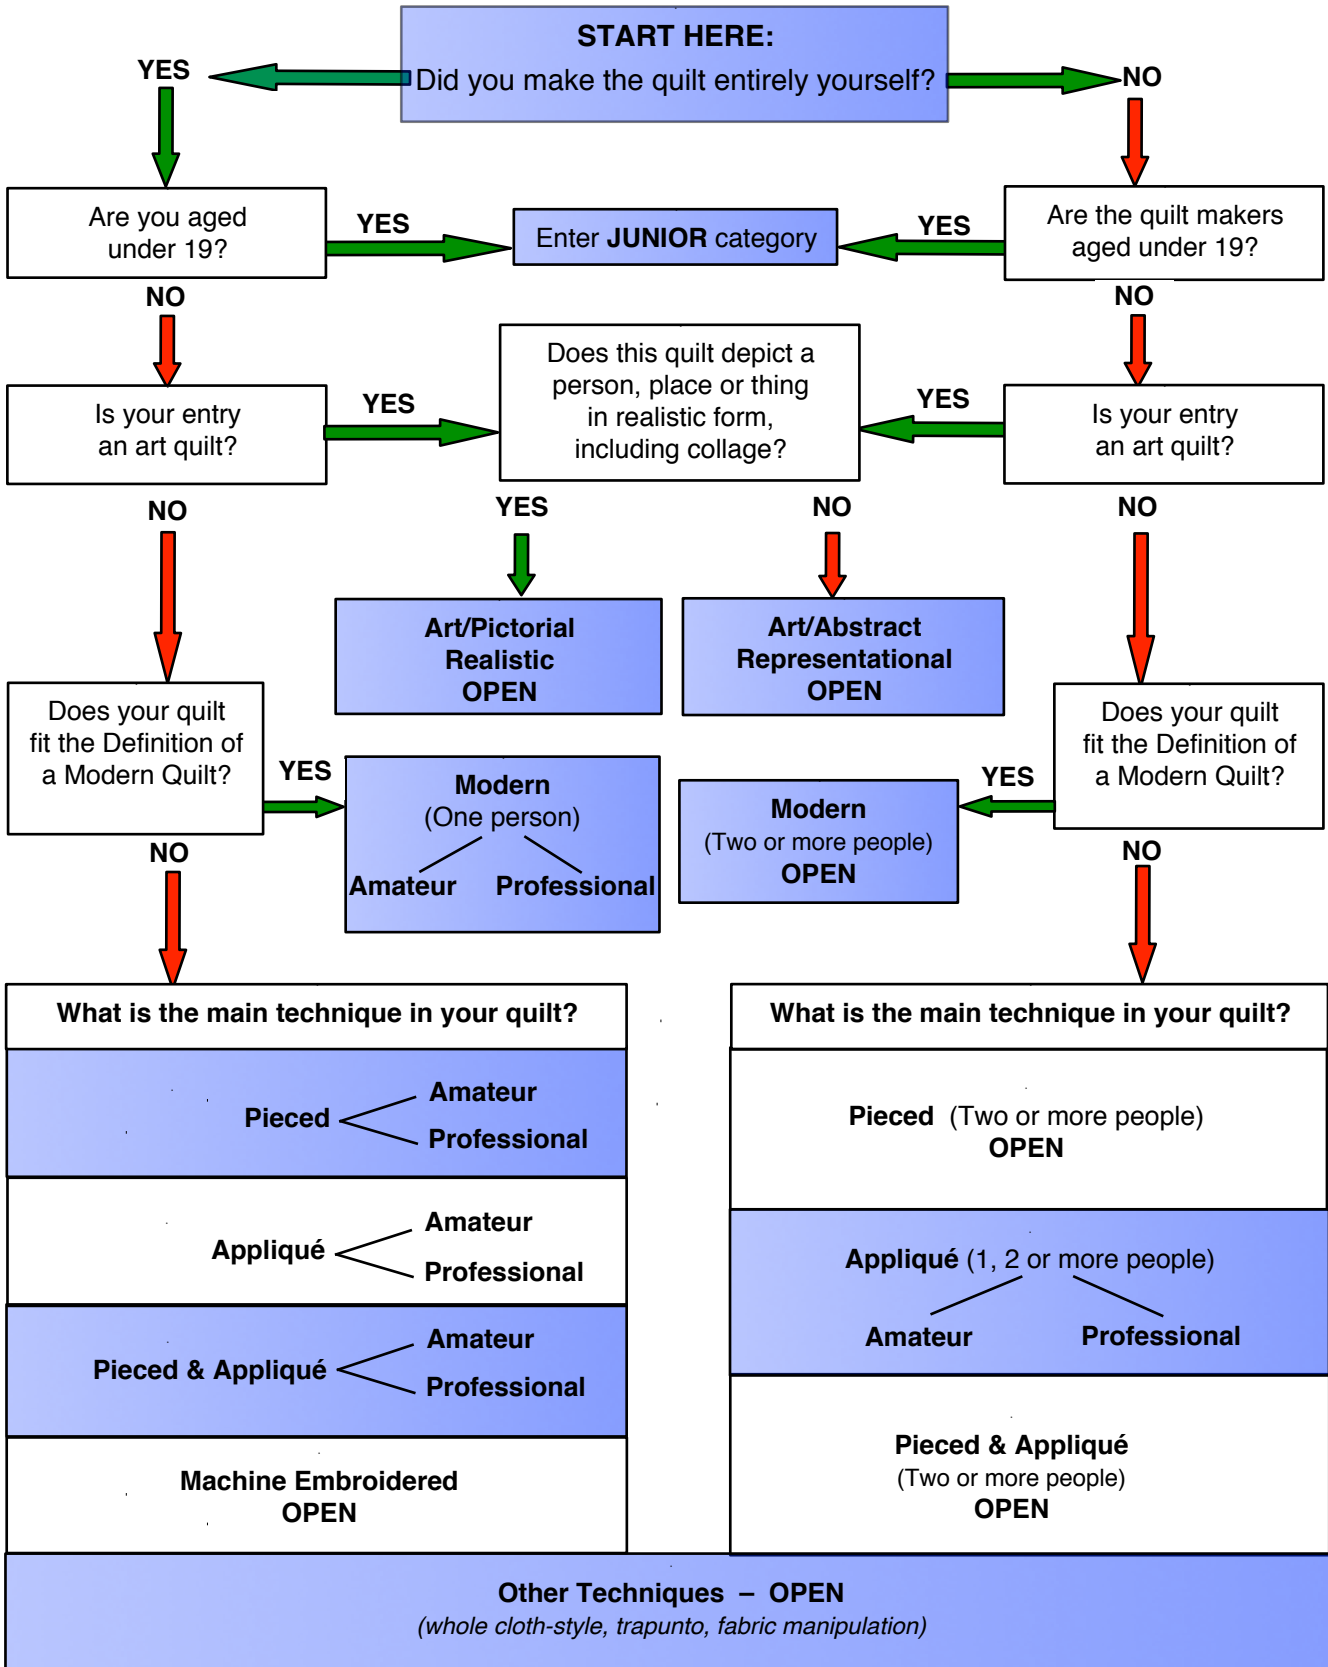 START HERE:
Did you make the quilt entirely yourself?
YES
NO
Are you aged
under 19?
YES
Enter JUNIOR category
YES
Are the quilt makers
aged under 19?
NO
NO
Is your entry
an art quilt?
YES
Does this quilt depict a
person, place or thing
in realistic form,
including collage?
YES
Is your entry
an art quilt?
NO
YES
NO
NO
Art/Pictorial
Realistic
OPEN
Art/Abstract
Representational
OPEN
Does your quilt
fit the Definition of
a Modern Quilt?
YES
Modern
(One person)
Amateur Professional
Modern
(Two or more people)
OPEN
YES
Does your quilt
fit the Definition of
a Modern Quilt?
NO
NO
What is the main technique in your quilt?
Pieced
Amateur
Professional
Appliqué
Amateur
Professional
Pieced & Appliqué
Amateur
Professional
Machine Embroidered
OPEN
What is the main technique in your quilt?
Pieced (Two or more people)
OPEN
Appliqué (1, 2 or more people)
Amateur Professional
Pieced & Appliqué
(Two or more people)
OPEN
Other Techniques – OPEN
(whole cloth-style, trapunto, fabric manipulation)